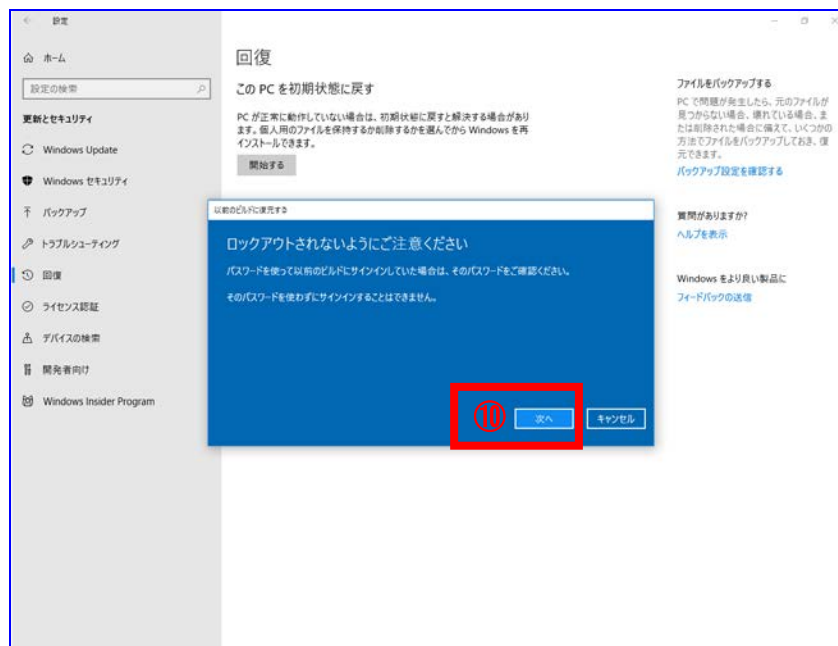 設定
ホーム
設定の検索
更新とセキュリティ
Windows Update
Windows セキュリティ
バックアップ
トラブルシューティング
回復
ライセンス認証
デバイスの検索
開発者向け
Windows Insider Program
回復
この PC を初期状態に戻す
PC が正常に動作していない場合は、初期状態に戻すと解決する場合があり
ます。個人用のファイルを保持するか削除するかを選んでから Windows を再
インストールできます。
開始する
以前のビルドに復元する
ロックアウトされないようにご注意ください
パスワードを使って以前のビルドにサインインしていた場合は、そのパスワードをご確認ください。
そのパスワードを使わずにサインインすることはできません。
⑩
次へ
キャンセル
ファイルをバックアップする
PC で問題が発生したら、元のファイルが
見つからない場合、壊れている場合、ま
たは削除された場合に備えて、いくつかの
方法でファイルをバックアップしておき、復
元できます。
バックアップ設定を確認する
質問がありますか?
ヘルプを表示
Windows をより良い製品に
フィードバックの送信